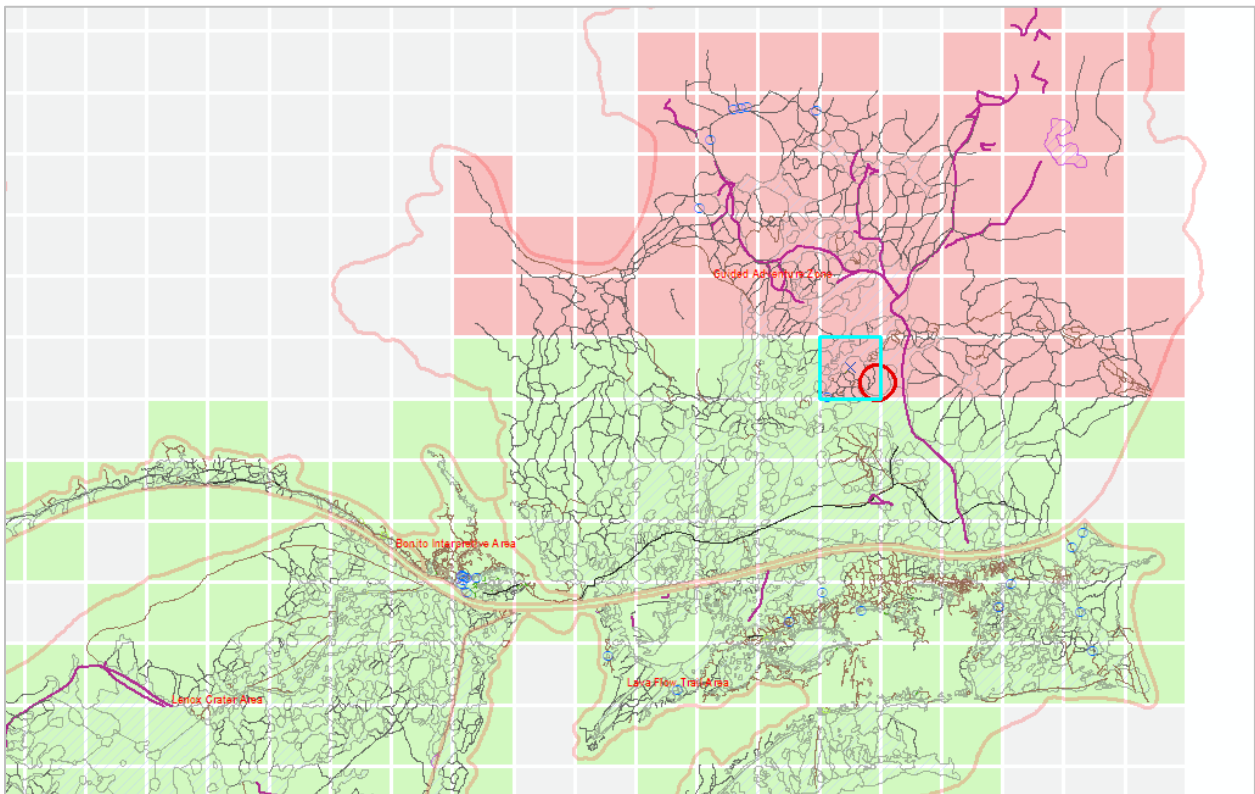 Guided Adventure Zone
Bonito Interpretive Area
Lava Flow Trail Area
Lenox Crater Area